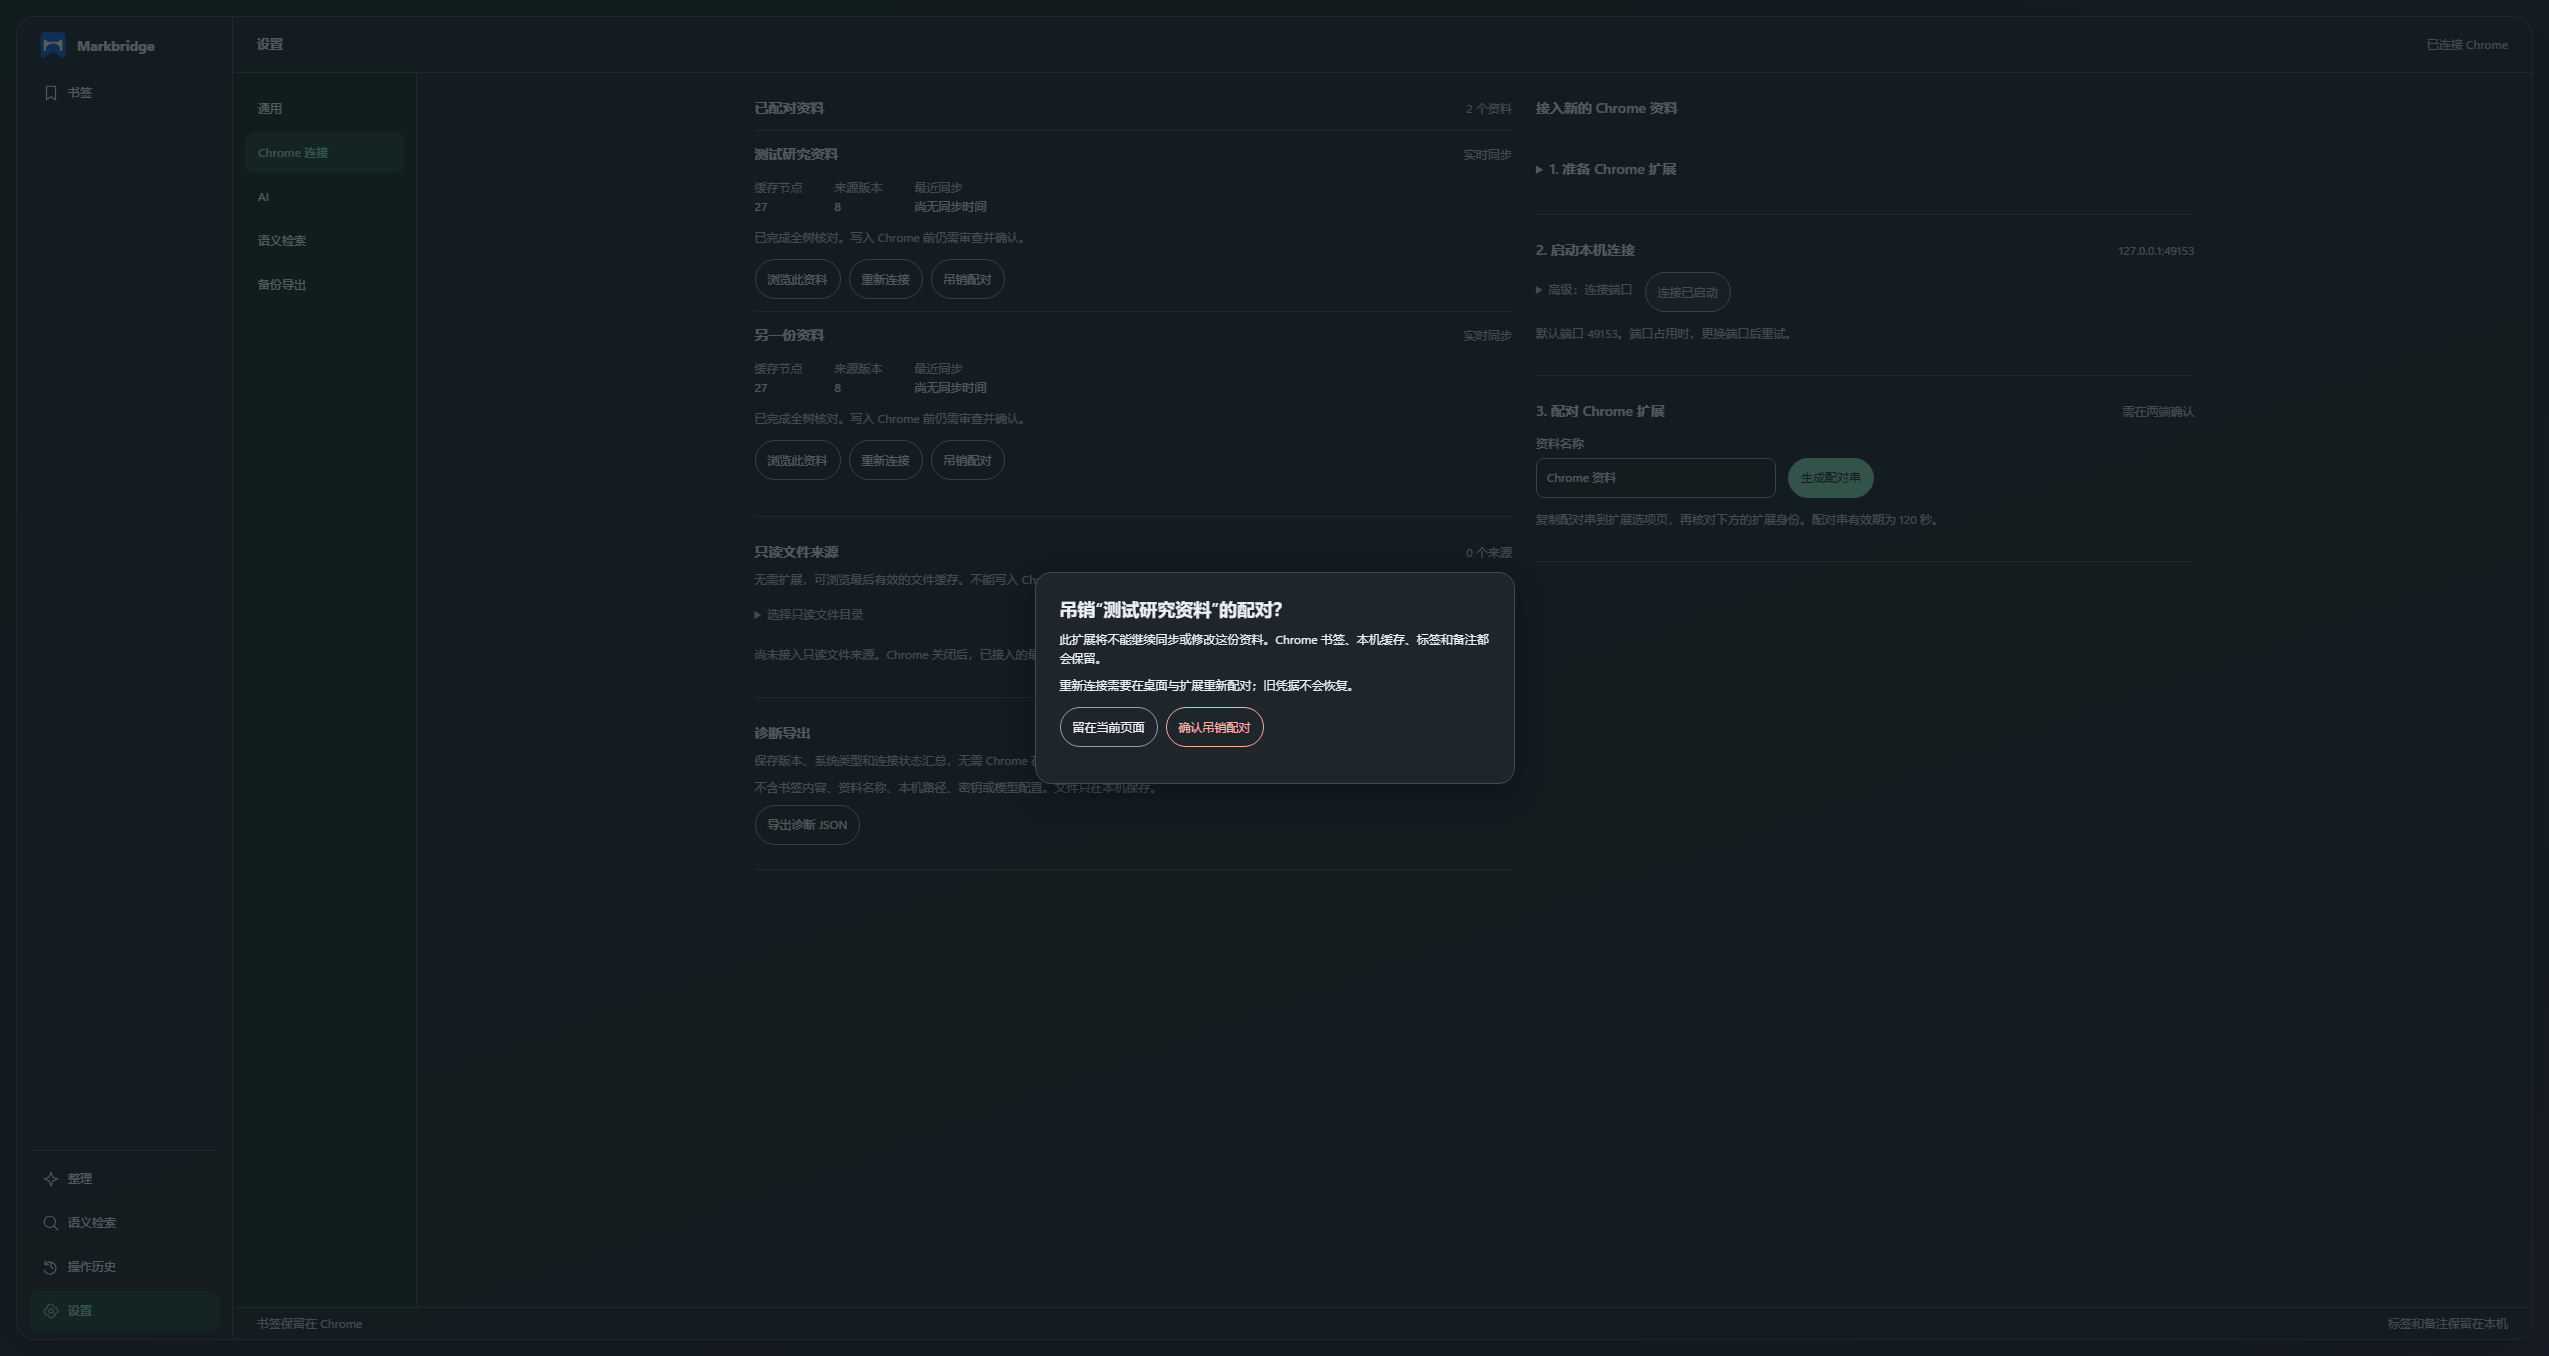 Markbridge
书签
整理
语义检索
操作历史
设置
设置
已连接 Chrome
通用
Chrome 连接
AI
语义检索
备份导出
已配对资料
2 个资料
测试研究资料
实时同步
缓存节点 来源版本 最近同步
27 8 尚无同步时间
已完成全树核对。写入 Chrome 前仍需审查并确认。
浏览此资料 重新连接 吊销配对
另一份资料
实时同步
缓存节点 来源版本 最近同步
27 8 尚无同步时间
已完成全树核对。写入 Chrome 前仍需审查并确认。
浏览此资料 重新连接 吊销配对
只读文件来源
0 个来源
无需扩展，可浏览最后有效的文件缓存。不能写入 Ch
选择只读文件目录
尚未接入只读文件来源。Chrome 关闭后，已接入的
诊断导出
保存版本、系统类型和连接状态汇总，无需 Chrome
不含书签内容、资料名称、本机路径、密钥或模型配置。文件只在本机保存。
导出诊断 JSON
接入新的 Chrome 资料
1. 准备 Chrome 扩展
2. 启动本机连接
127.0.0.1:49153
高级：连接端口 连接已启动
默认端口 49153。端口占用时，更换端口后重试。
3. 配对 Chrome 扩展
需在两端确认
资料名称
Chrome 资料 生成配对串
复制配对串到扩展选项页，再核对下方的扩展身份。配对串有效期为 120 秒。
吊销“测试研究资料”的配对？
此扩展将不能继续同步或修改这份资料。Chrome 书签、本机缓存、标签和备注都
会保留。
重新连接需要在桌面与扩展重新配对；旧凭据不会恢复。
留在当前页面 确认吊销配对
书签保留在 Chrome
标签和备注保留在本机